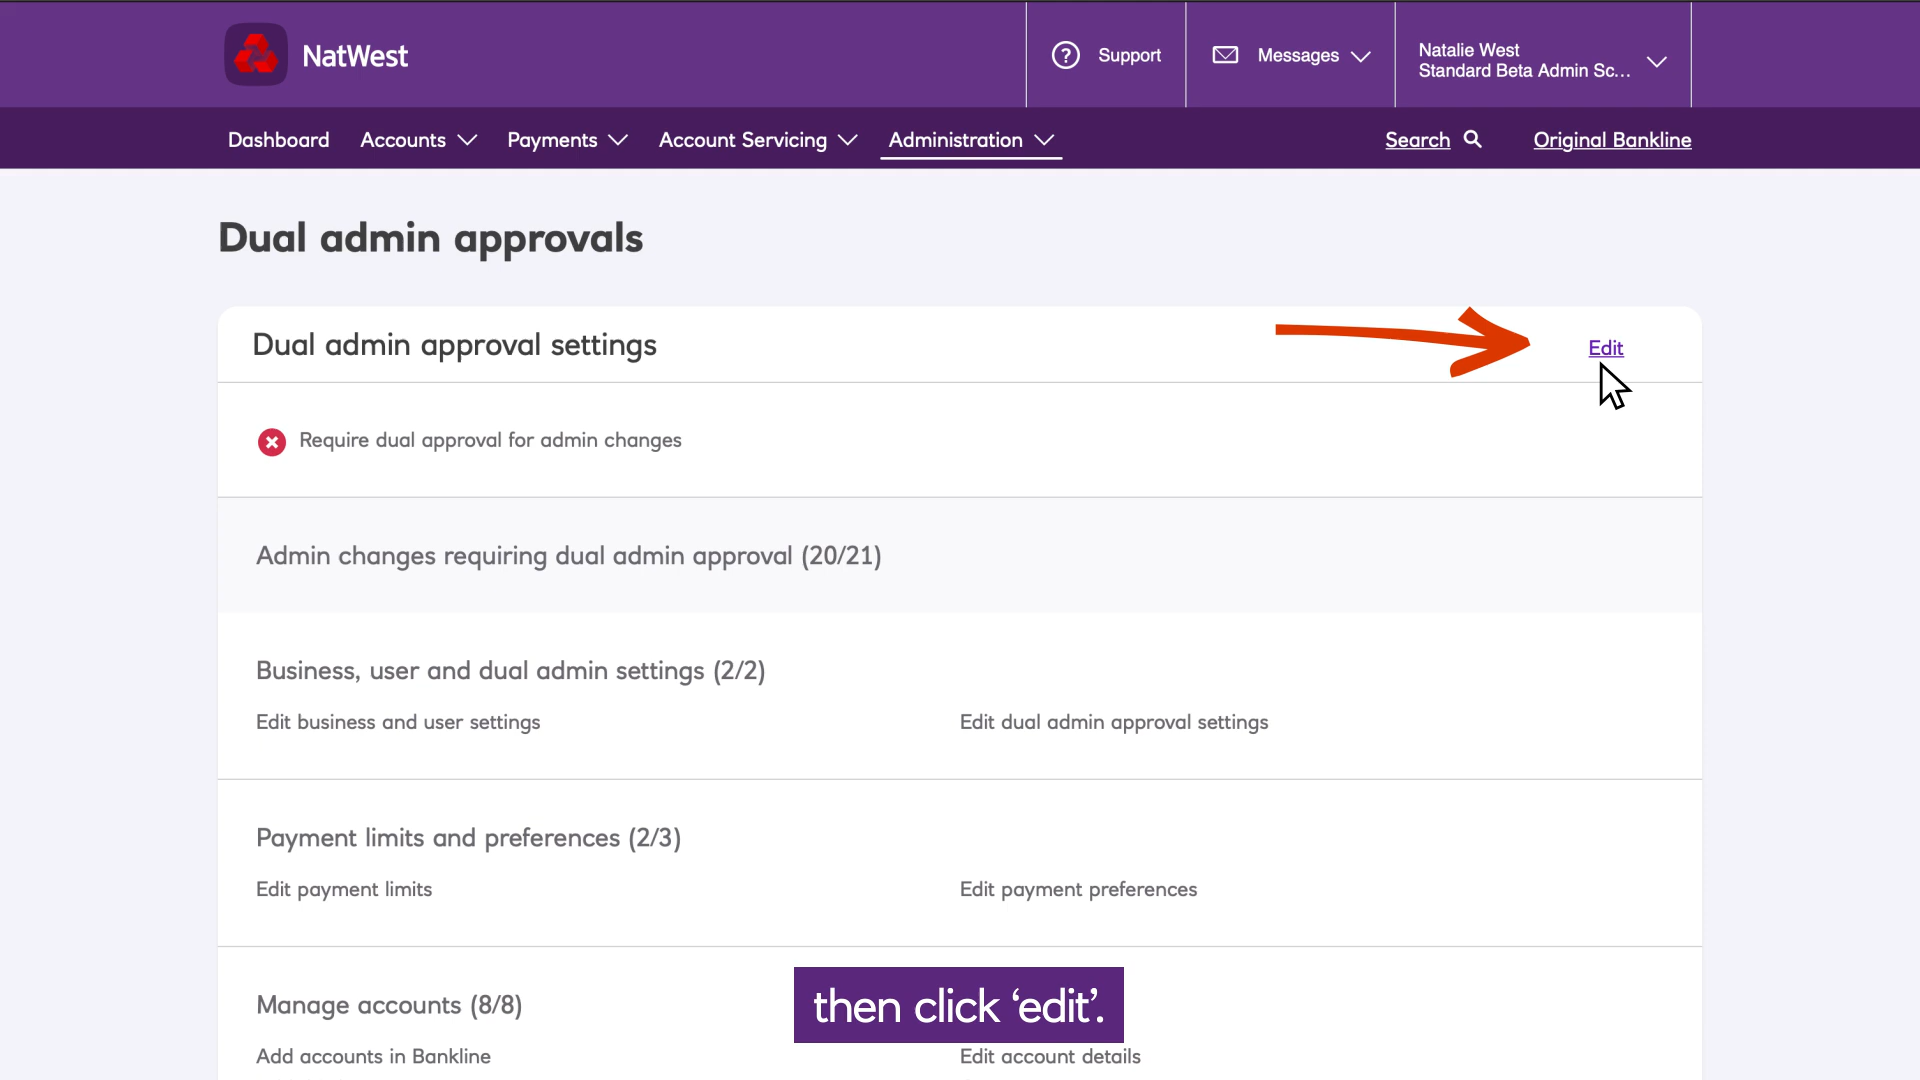 NatWest
Support
Messages
Natalie West
Standard Beta Admin Sc...
Dashboard
Accounts
Payments
Account Servicing
Administration
Search
Original Bankline
Dual admin approvals
Dual admin approval settings
Edit
Require dual approval for admin changes
Admin changes requiring dual admin approval (20/21)
Business, user and dual admin settings (2/2)
Edit business and user settings
Edit dual admin approval settings
Payment limits and preferences (2/3)
Edit payment limits
Edit payment preferences
Manage accounts (8/8)
then click ‘edit’.
Add accounts in Bankline
Edit account details